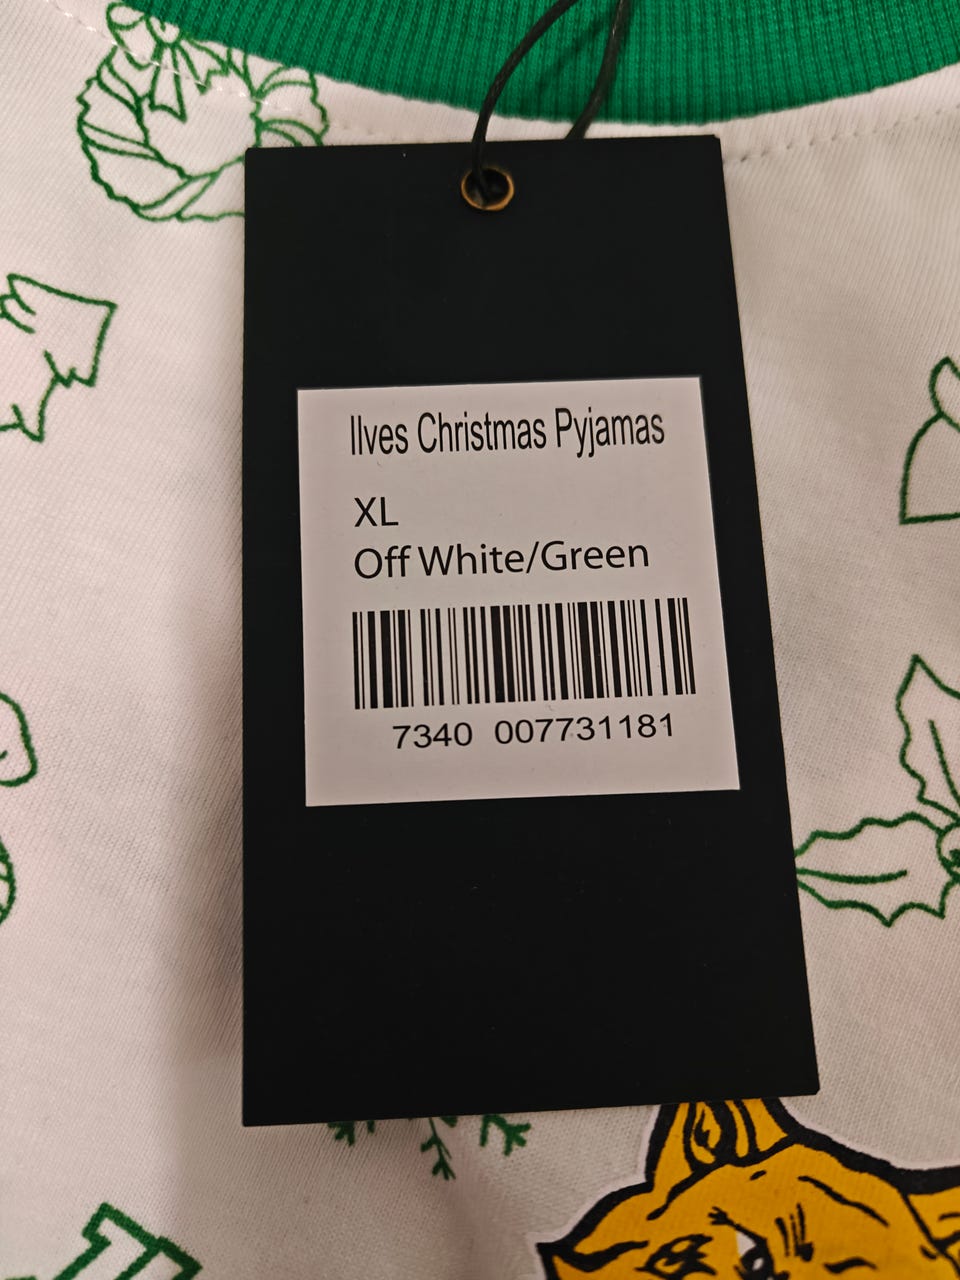 Ilves Christmas Pyjamas
XL
Off White/Green
7340 007731181